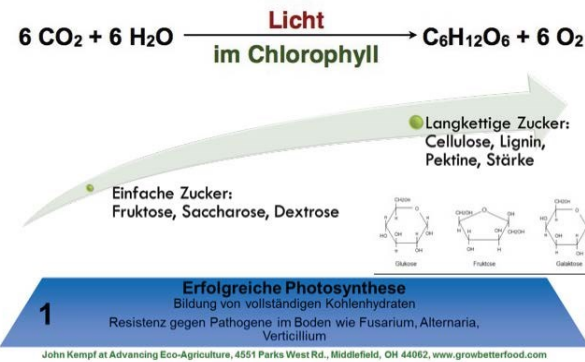 Licht
6 CO₂ + 6 H₂O → C₆H₁₂O₆ + 6 O₂
im Chlorophyll
Langkettige Zucker:
Cellulose, Lignin,
Pektine, Stärke
Einfache Zucker:
Fruktose, Saccharose, Dextrose
Glukose
Fruktose
Galaktose
1
Erfolgreiche Photosynthese
Bildung von vollständigen Kohlenhydraten
Resistenz gegen Pathogene im Boden wie Fusarium, Alternaria,
Verticillium
John Kempf at Advancing Eco-Agriculture, 4551 Parks West Rd., Middlefield, OH 44062, www.growbetterfood.com